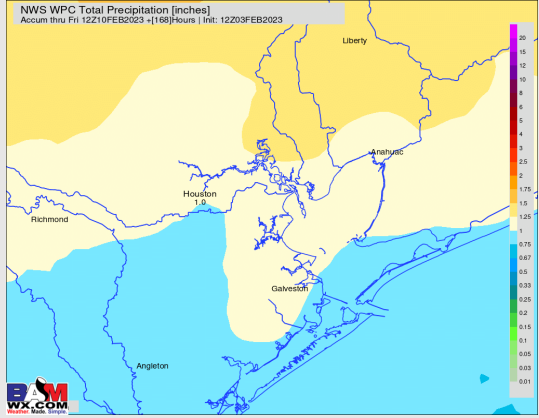 NWS WPC Total Precipitation [inches]
Accum thru Fri 12Z10FEB2023 +[168]Hours | Init: 12Z03FEB2023
Liberty
Anahuac
Houston
1.0
Richmond
Galveston
Angleton
20
15
12
10
8
6
5
4
3
2.5
2
1.75
1.5
1.25
1
0.75
0.67
0.5
0.33
0.25
0.2
0.15
0.1
0.05
0.03
0.01
BAM
WX.COM
Weather. Made. Simple.